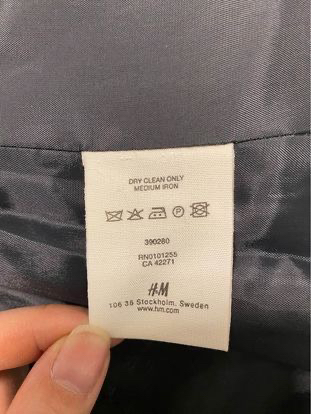 DRY CLEAN ONLY
MEDIUM IRON
P
390280
RN0101255
CA 42271
H&M
106 38 Stockholm, Sweden
www.hm.com